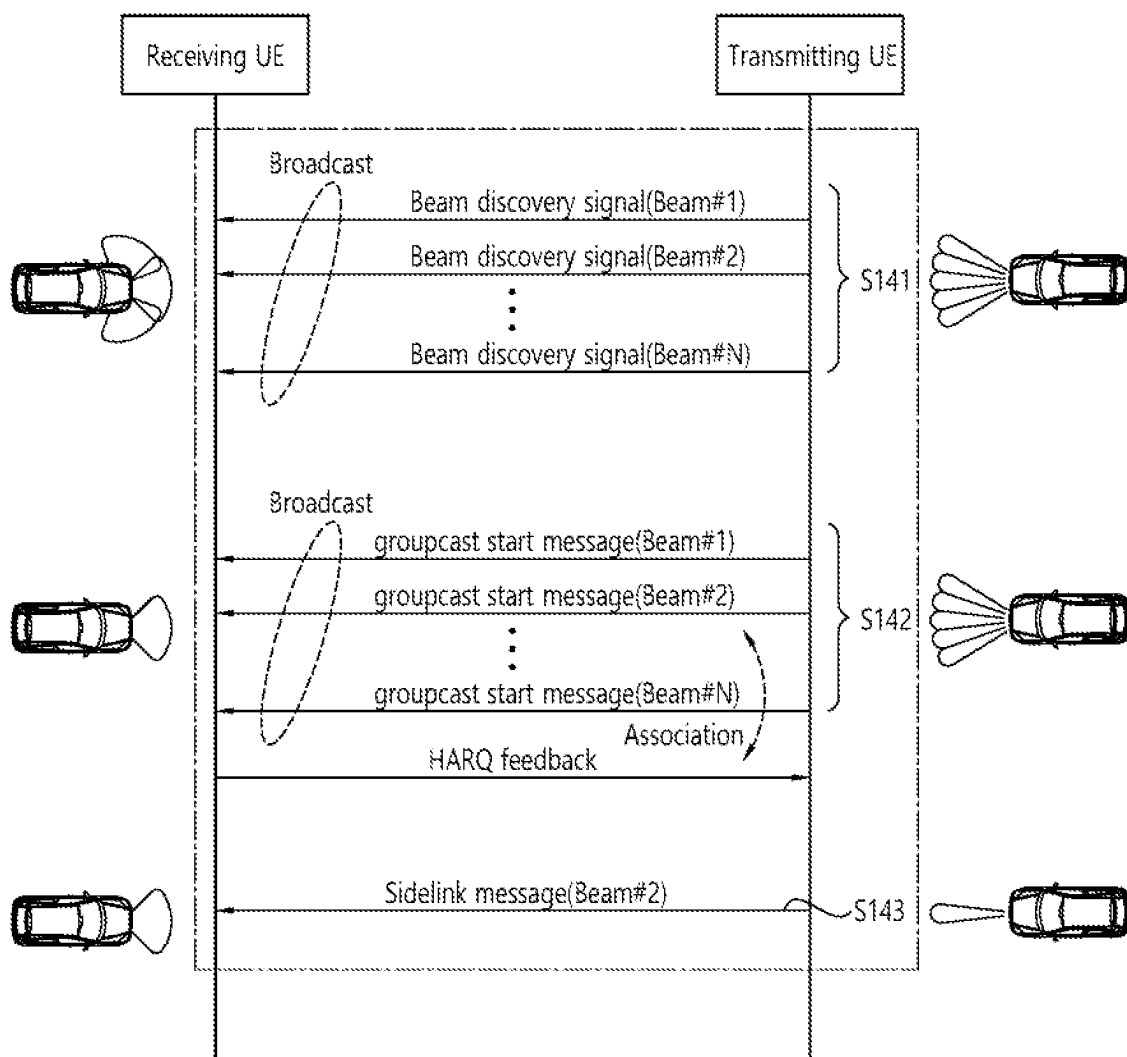 Receiving UE
Transmitting UE
Broadcast
Beam discovery signal(Beam#1)
Beam discovery signal(Beam#2)
S141
Beam discovery signal(Beam#N)
Broadcast
groupcast start message(Beam#1)
groupcast start message(Beam#2)
S142
groupcast start message(Beam#N)
Association
HARQ feedback
Sidelink message(Beam#2)
S143